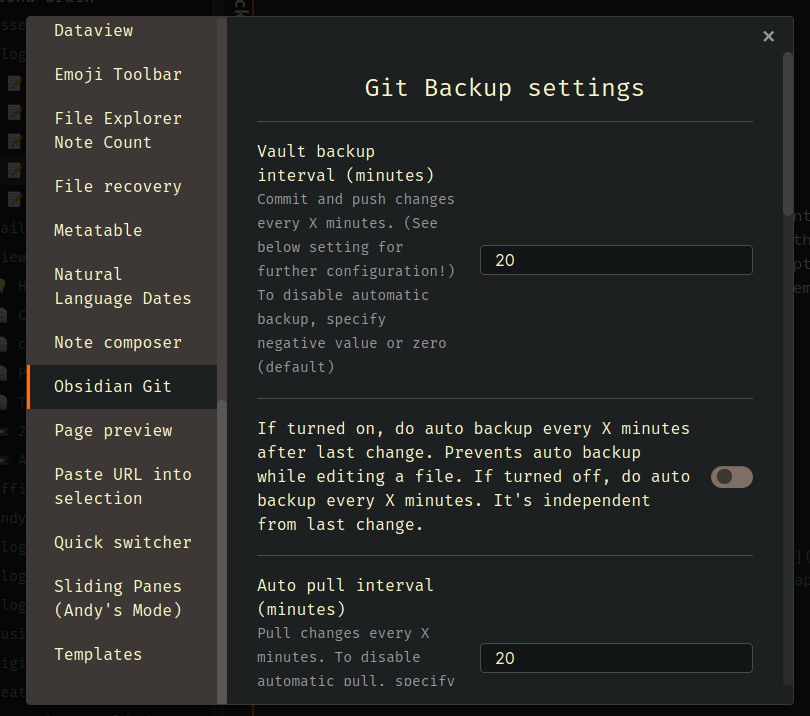 Dataview
Emoji Toolbar
File Explorer
Note Count
File recovery
Metatable
Natural
Language Dates
Note composer
Obsidian Git
Page preview
Paste URL into
selection
Quick switcher
Sliding Panes
(Andy's Mode)
Templates
Git Backup settings
Vault backup
interval (minutes)
Commit and push changes
every X minutes. (See
below setting for
further configuration!)
To disable automatic
backup, specify
negative value or zero
(default)
20
If turned on, do auto backup every X minutes
after last change. Prevents auto backup
while editing a file. If turned off, do auto
backup every X minutes. It's independent
from last change.
Auto pull interval
(minutes)
Pull changes every X
minutes. To disable
automatic pull, specify
20